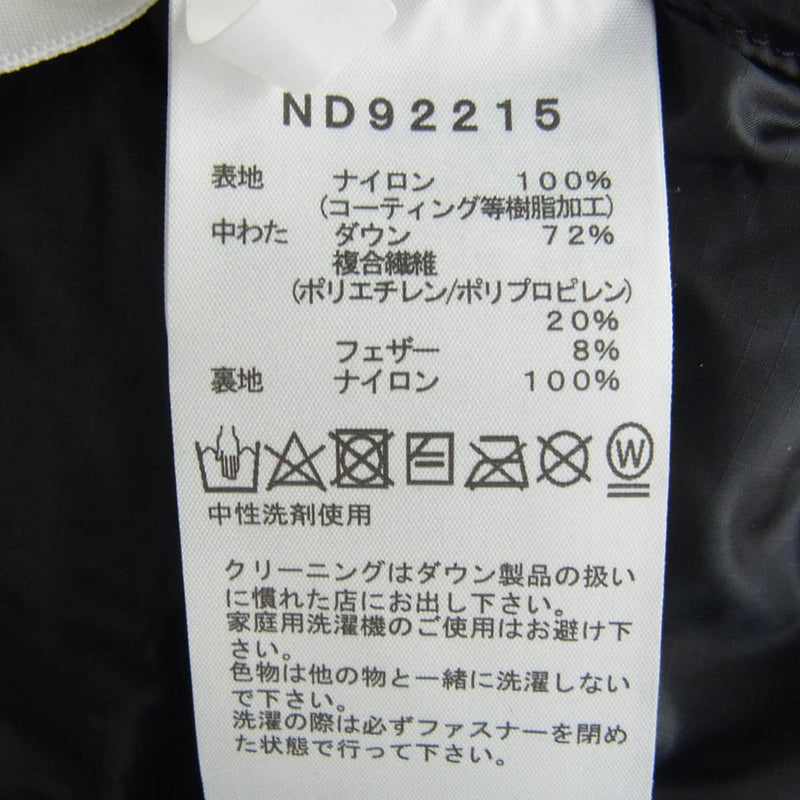 ND92215
表地 ナイロン 100%
(コーティング等樹脂加工)
中わた ダウン 72%
複合繊維
(ポリエチレン/ポリプロピレン)
20%
フェザー 8%
裏地 ナイロン 100%
W
中性洗剤使用
クリーニングはダウン製品の扱い
に慣れた店にお出し下さい。
家庭用洗濯機のご使用はお避け下
さい。
色物は他の物と一緒に洗濯しない
で下さい。
洗濯の際は必ずファスナーを閉め
た状態で行って下さい。